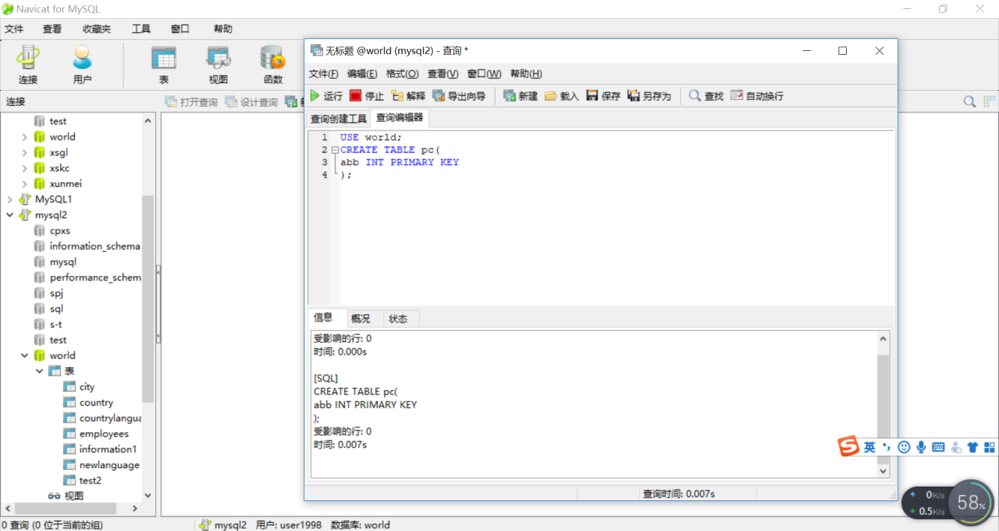 Navicat for MySQL
文件 查看 收藏夹 工具 窗口 帮助
连接 用户 表 视图 函数
连接
打开查询 设计查询
test
world
xsgl
xskc
xunmei
MySQL1
mysql2
cpxs
information_schema
mysql
performance_schem
spj
sql
s-t
test
world
表
city
country
countrylangua
employees
information1
newlanguage
test2
视图
无标题 @world (mysql2) - 查询 *
文件(F) 编辑(E) 格式(O) 查看(V) 窗口(W) 帮助(H)
运行 停止 解释 导出向导 新建 载入 保存 另存为 查找 自动换行
查询创建工具 查询编辑器
1 USE world;
2 CREATE TABLE pc(
3 abb INT PRIMARY KEY
4 );
信息 概况 状态
受影响的行: 0
时间: 0.000s
[SQL]
CREATE TABLE pc(
abb INT PRIMARY KEY
);
受影响的行: 0
时间: 0.007s
查询时间: 0.007s
S 英
0K/s
0.5K/s
58%
0 查询 (0 位于当前的组) mysql2 用户: user1998 数据库: world